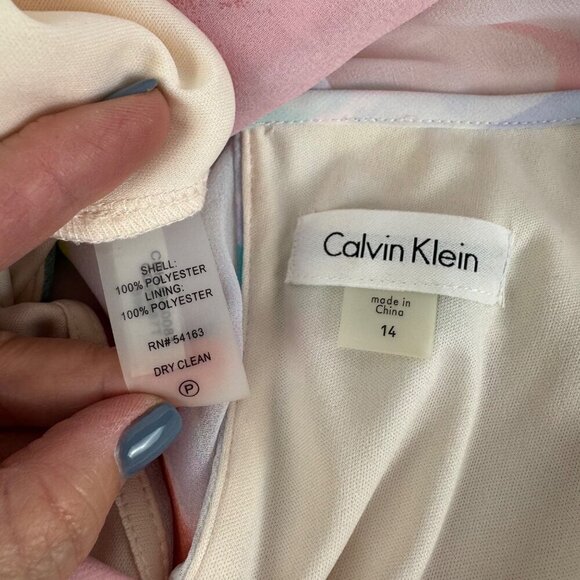 SHELL:
100% POLYESTER
LINING:
100% POLYESTER
RN# 54163
DRY CLEAN
P
Calvin Klein
made in
China
14